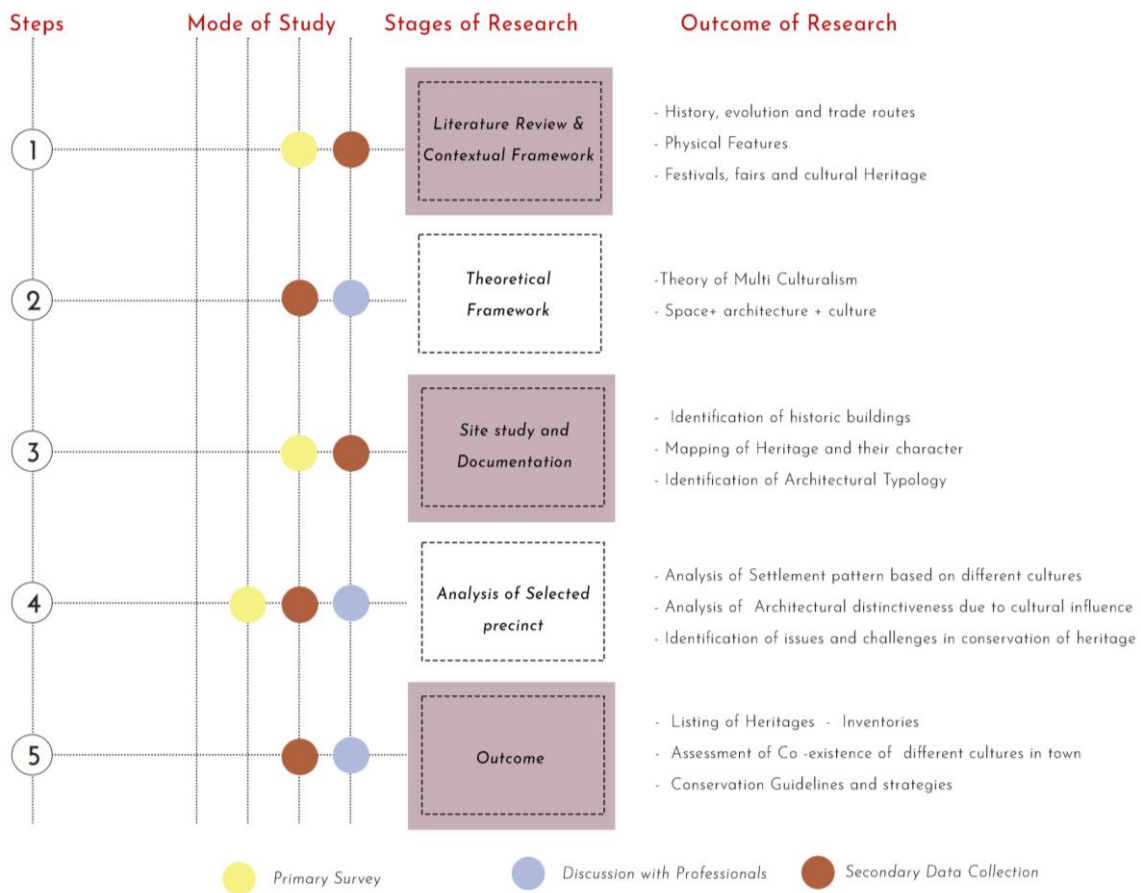 Steps Mode of Study Stages of Research Outcome of Research
1
Literature Review &
Contextual Framework
- History, evolution and trade routes
- Physical Features
- Festivals, fairs and cultural Heritage
2
Theoretical
Framework
-Theory of Multi Culturalism
- Space+ architecture + culture
3
Site study and
Documentation
- Identification of historic buildings
- Mapping of Heritage and their character
- Identification of Architectural Typology
4
Analysis of Selected
precinct
- Analysis of Settlement pattern based on different cultures
- Analysis of Architectural distinctiveness due to cultural influence
- Identification of issues and challenges in conservation of heritage
5
Outcome
- Listing of Heritages - Inventories
- Assessment of Co -existence of different cultures in town
- Conservation Guidelines and strategies
Primary Survey Discussion with Professionals Secondary Data Collection